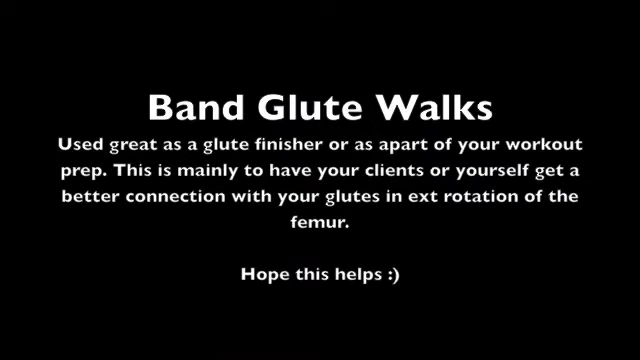 Band Glute Walks
Used great as a glute finisher or as apart of your workout
prep. This is mainly to have your clients or yourself get a
better connection with your glutes in ext rotation of the
femur.
Hope this helps :)